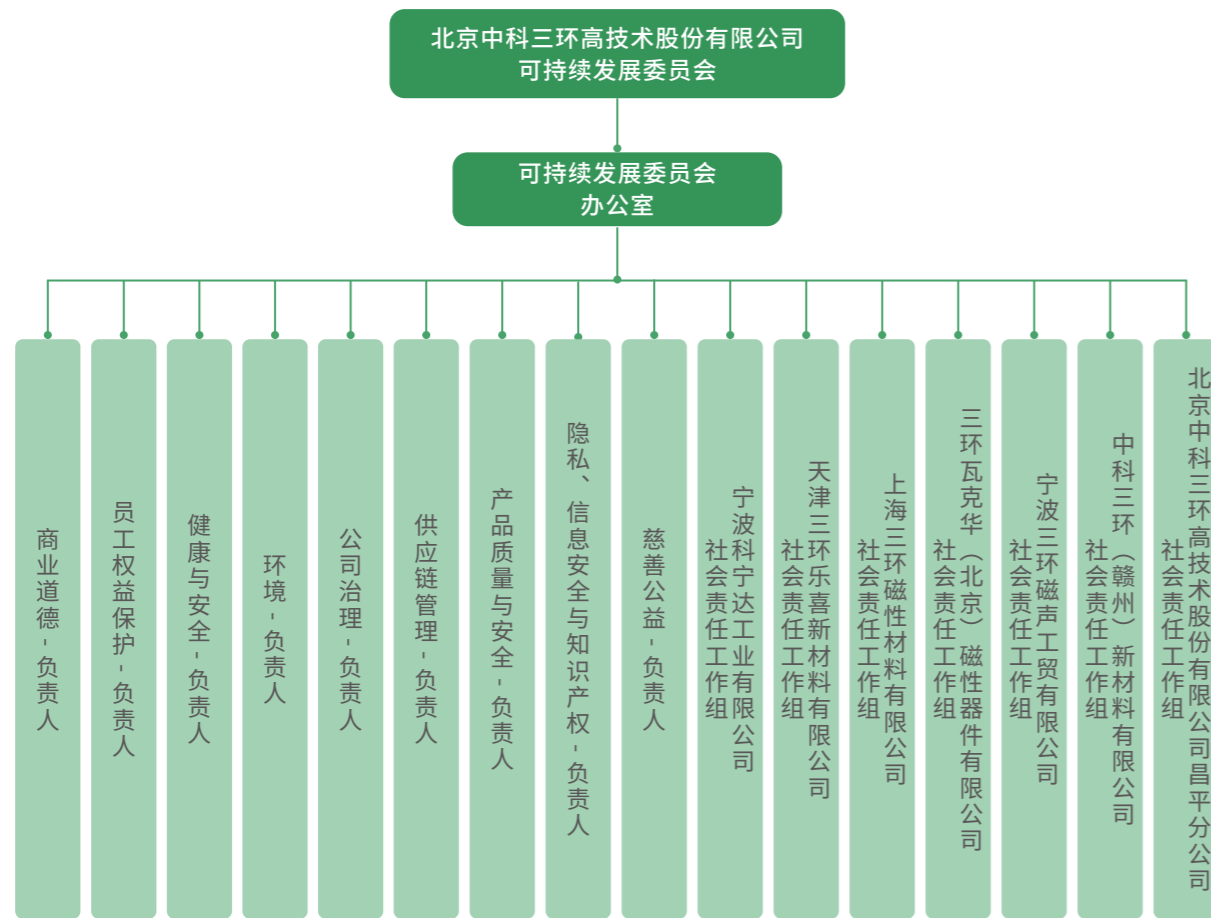 北京中科三环高技术股份有限公司
可持续发展委员会
可持续发展委员会
办公室
商业道德-负责人
员工权益保护-负责人
健康与安全-负责人
环境-负责人
公司治理-负责人
供应链管理-负责人
产品质量与安全-负责人
隐私、信息安全与知识产权-负责人
慈善公益-负责人
宁波科宁达工业有限公司
社会责任工作组
天津三环乐喜新材料有限公司
社会责任工作组
上海三环磁性材料有限公司
社会责任工作组
三环瓦克华（北京）磁性器件有限公司
社会责任工作组
宁波三环磁声工贸有限公司
社会责任工作组
中科三环（赣州）新材料有限公司
社会责任工作组
北京中科三环高技术股份有限公司昌平分公司
社会责任工作组